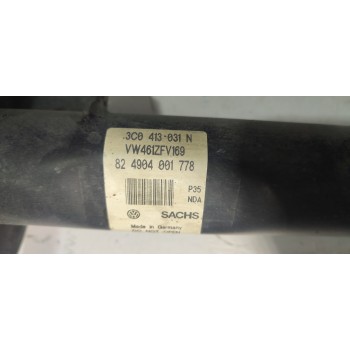 3C0 413-031 N
VW461ZFV169
82 4904 001 778
P35
NDA
SACHS
Made in Germany